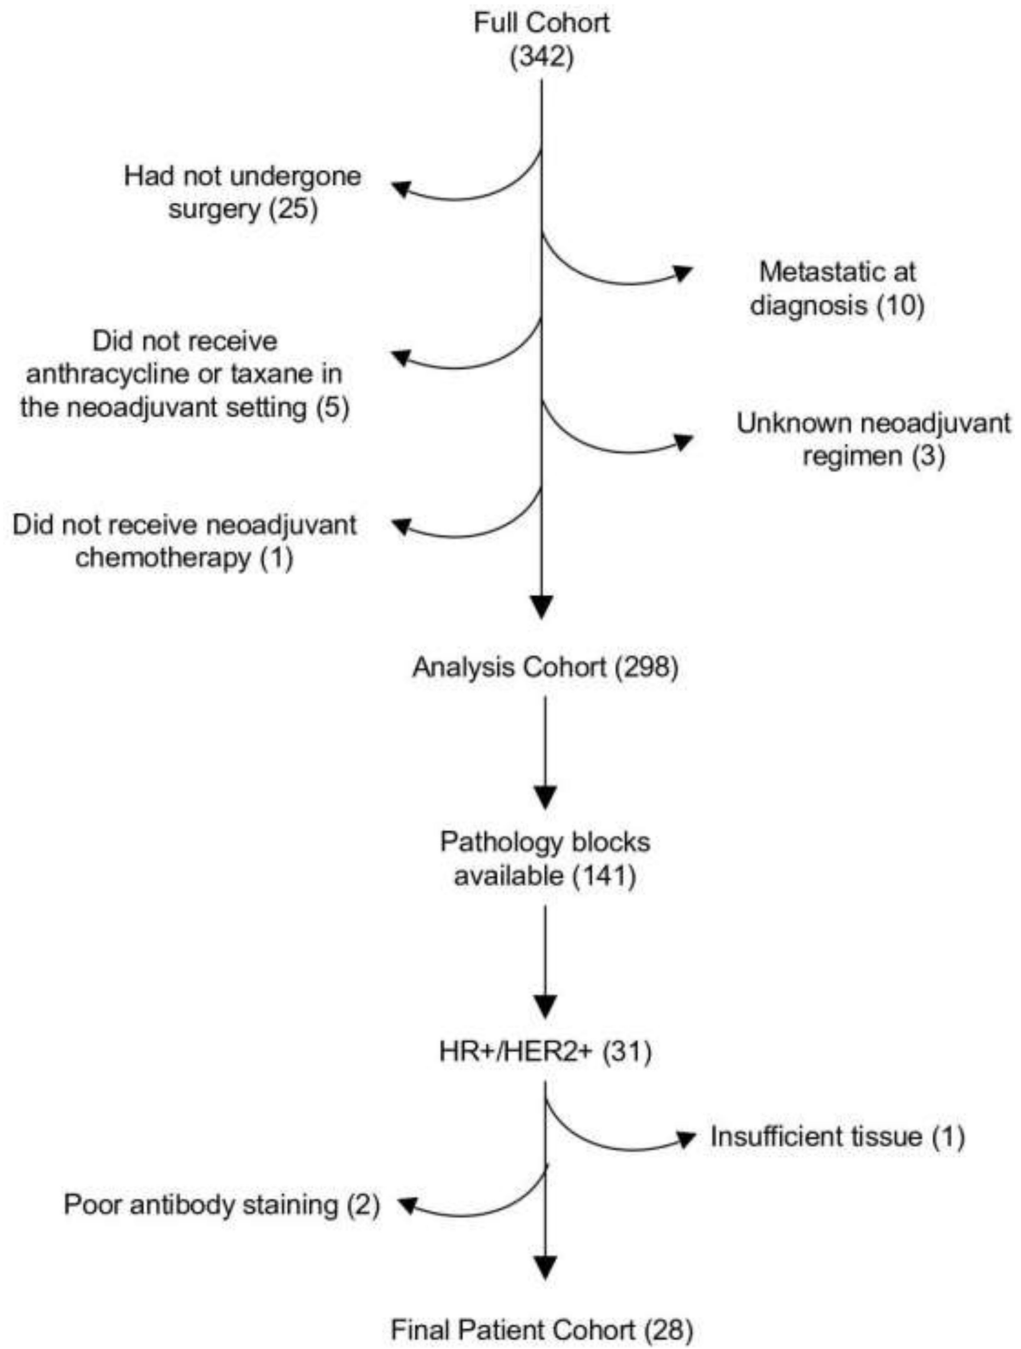 Full Cohort
(342)
Had not undergone
surgery (25)
Metastatic at
diagnosis (10)
Did not receive
anthracycline or taxane in
the neoadjuvant setting (5)
Unknown neoadjuvant
regimen (3)
Did not receive neoadjuvant
chemotherapy (1)
Analysis Cohort (298)
Pathology blocks
available (141)
HR+/HER2+ (31)
Insufficient tissue (1)
Poor antibody staining (2)
Final Patient Cohort (28)